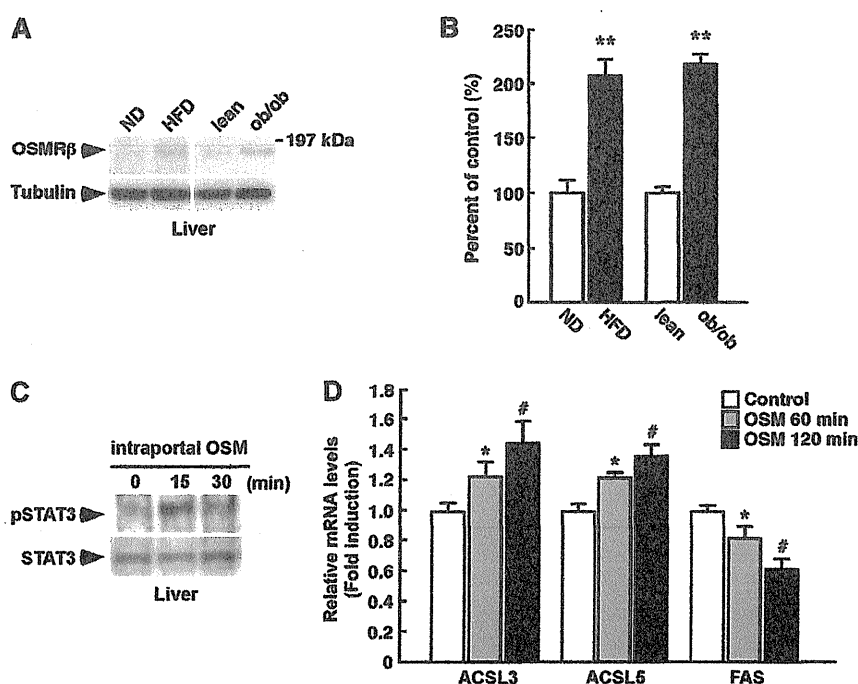 A
ND HFD lean ob/ob
197 kDa
OSMRβ
Tubulin
Liver
B
Percent of control (%)
250
200
150
100
50
0
** **
ND HFD lean ob/ob
C
intraportal OSM
0 15 30 (min)
pSTAT3
STAT3
Liver
D
Relative mRNA levels
(Fold induction)
1.8
1.6
1.4
1.2
1.0
0.8
0.6
0.4
0.2
0
Control
OSM 60 min
OSM 120 min
* # * # * #
ACSL3 ACSL5 FAS